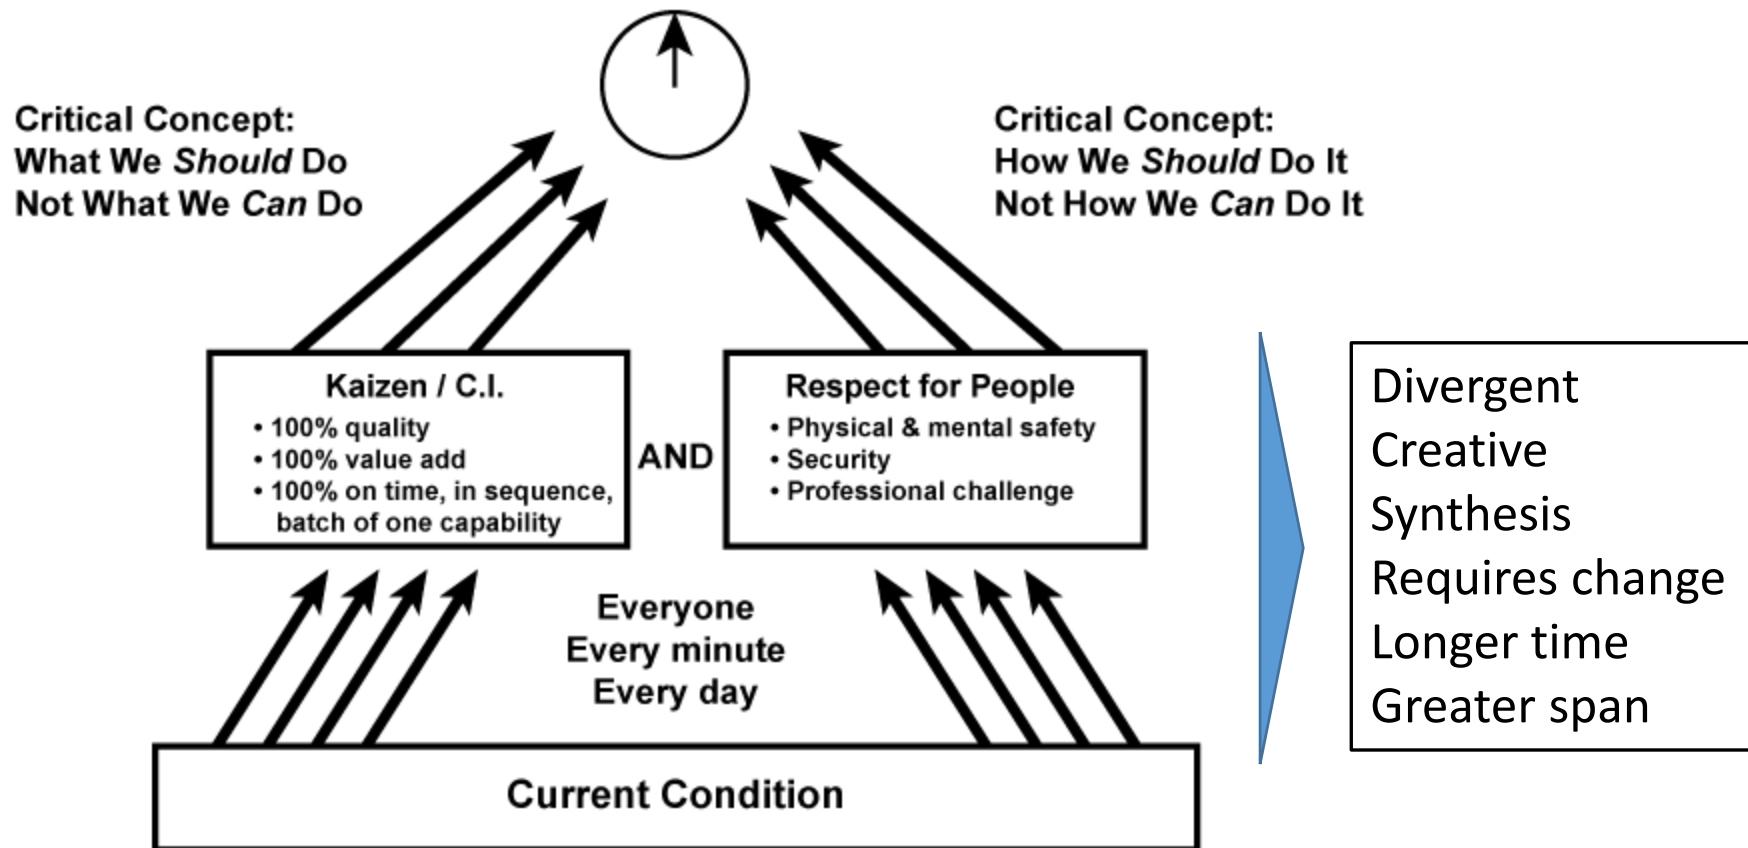 Critical Concept:
What We Should Do
Not What We Can Do
Critical Concept:
How We Should Do It
Not How We Can Do It
Kaizen / C.I.
• 100% quality
• 100% value add
• 100% on time, in sequence,
batch of one capability
AND
Respect for People
• Physical & mental safety
• Security
• Professional challenge
Everyone
Every minute
Every day
Current Condition
Divergent
Creative
Synthesis
Requires change
Longer time
Greater span